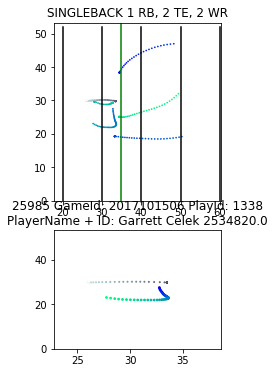 SINGLEBACK 1 RB, 2 TE, 2 WR
50
40
30
20
10
0
20 30 40 50 60
25985 GameId: 2017101506 PlayId: 1338
PlayerName + ID: Garrett Celek 2534820.0
40
20
0
25 30 35